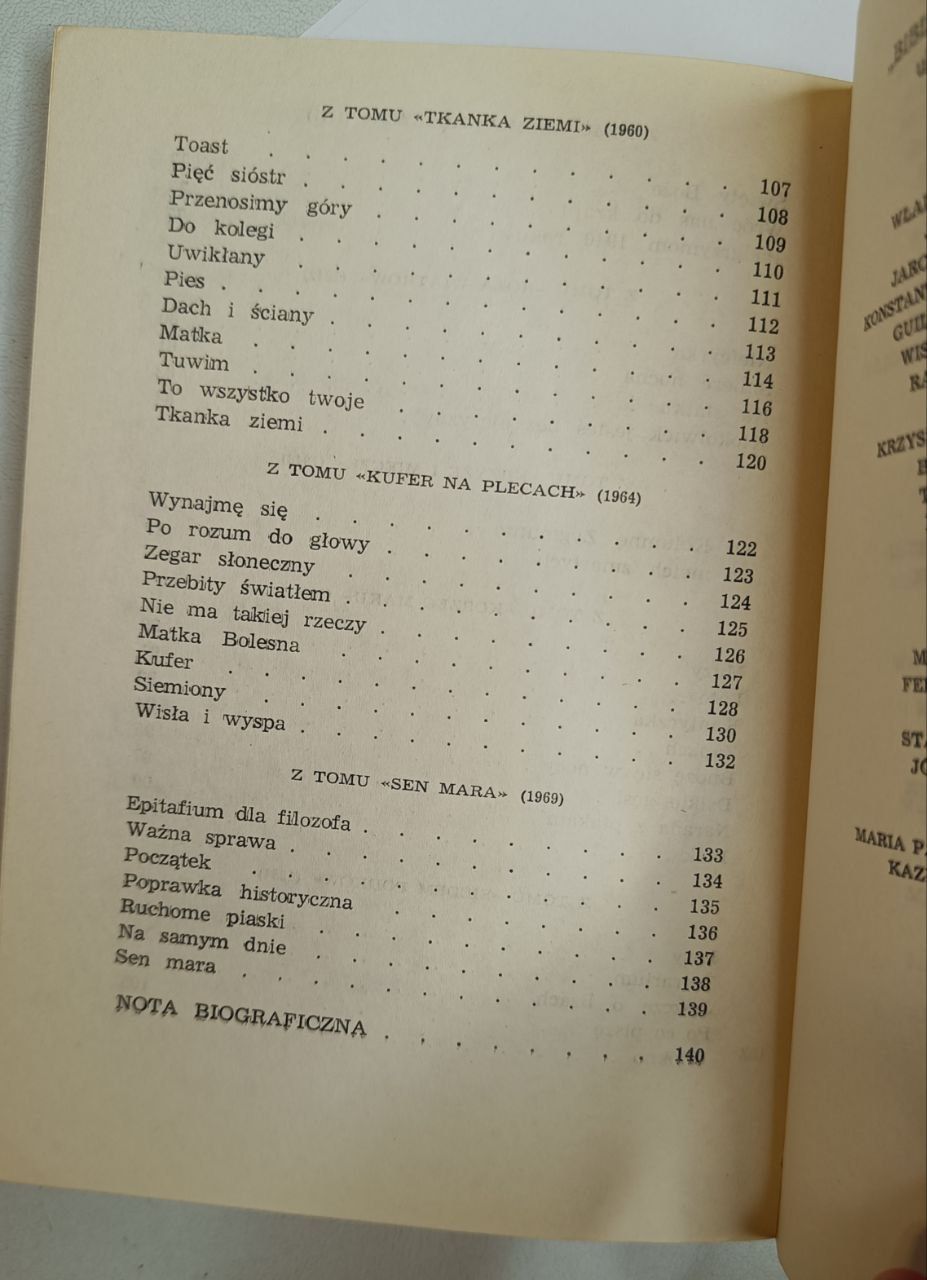 Z TOMU «TKANKA ZIEMI» (1960)
Toast . . . . . . . . . . . . . 107
Pięć sióstr . . . . . . . . . . . . 108
Przenosimy góry . . . . . . . . . . 109
Do kolegi . . . . . . . . . . . . 110
Uwikłany . . . . . . . . . . . . 111
Pies . . . . . . . . . . . . . . 112
Dach i ściany . . . . . . . . . . . 113
Matka . . . . . . . . . . . . . 114
Tuwim . . . . . . . . . . . . . 116
To wszystko twoje . . . . . . . . . 118
Tkanka ziemi . . . . . . . . . . . 120
Z TOMU «KUFER NA PLECACH» (1964)
Wynajmę się . . . . . . . . . . . 122
Po rozum do głowy . . . . . . . . . 123
Zegar słoneczny . . . . . . . . . . 124
Przebity światłem . . . . . . . . . . 125
Nie ma takiej rzeczy . . . . . . . . . 126
Matka Bolesna . . . . . . . . . . 127
Kufer . . . . . . . . . . . . . 128
Siemiony . . . . . . . . . . . . 130
Wisła i wyspa . . . . . . . . . . . 132
Z TOMU «SEN MARA» (1969)
Epitafium dla filozofa . . . . . . . . . 133
Ważna sprawa . . . . . . . . . . . 134
Początek . . . . . . . . . . . . 135
Poprawka historyczna . . . . . . . . 136
Ruchome piaski . . . . . . . . . . 137
Na samym dnie . . . . . . . . . . 138
Sen mara . . . . . . . . . . . . 139
NOTA BIOGRAFICZNA . . . . . . . . 140
MARIA